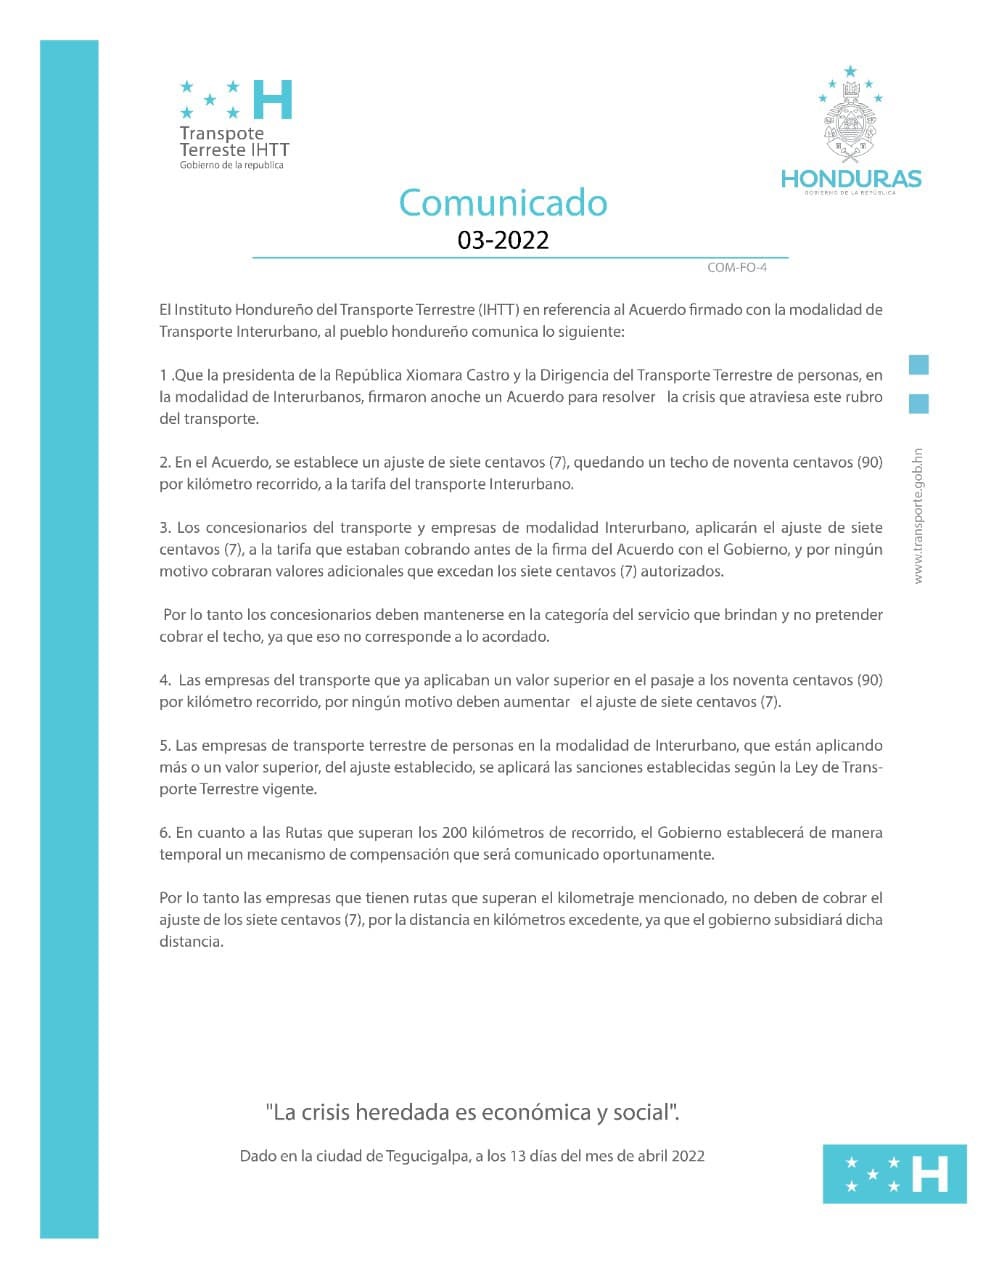 H
Transpote
Terreste IHTT
Gobierno de la republica
HONDURAS
GOBIERNO DE LA REPÚBLICA
Comunicado
03-2022
COM-FO-4
El Instituto Hondureño del Transporte Terrestre (IHTT) en referencia al Acuerdo firmado con la modalidad de
Transporte Interurbano, al pueblo hondureño comunica lo siguiente:
1 .Que la presidenta de la República Xiomara Castro y la Dirigencia del Transporte Terrestre de personas, en
la modalidad de Interurbanos, firmaron anoche un Acuerdo para resolver la crisis que atraviesa este rubro
del transporte.
2. En el Acuerdo, se establece un ajuste de siete centavos (7), quedando un techo de noventa centavos (90)
por kilómetro recorrido, a la tarifa del transporte Interurbano.
3. Los concesionarios del transporte y empresas de modalidad Interurbano, aplicarán el ajuste de siete
centavos (7), a la tarifa que estaban cobrando antes de la firma del Acuerdo con el Gobierno, y por ningún
motivo cobraran valores adicionales que excedan los siete centavos (7) autorizados.
Por lo tanto los concesionarios deben mantenerse en la categoría del servicio que brindan y no pretender
cobrar el techo, ya que eso no corresponde a lo acordado.
4. Las empresas del transporte que ya aplicaban un valor superior en el pasaje a los noventa centavos (90)
por kilómetro recorrido, por ningún motivo deben aumentar el ajuste de siete centavos (7).
5. Las empresas de transporte terrestre de personas en la modalidad de Interurbano, que están aplicando
más o un valor superior, del ajuste establecido, se aplicará las sanciones establecidas según la Ley de Trans-
porte Terrestre vigente.
6. En cuanto a las Rutas que superan los 200 kilómetros de recorrido, el Gobierno establecerá de manera
temporal un mecanismo de compensación que será comunicado oportunamente.
Por lo tanto las empresas que tienen rutas que superan el kilometraje mencionado, no deben de cobrar el
ajuste de los siete centavos (7), por la distancia en kilómetros excedente, ya que el gobierno subsidiará dicha
distancia.
www.transporte.gob.hn
"La crisis heredada es económica y social".
Dado en la ciudad de Tegucigalpa, a los 13 días del mes de abril 2022
H